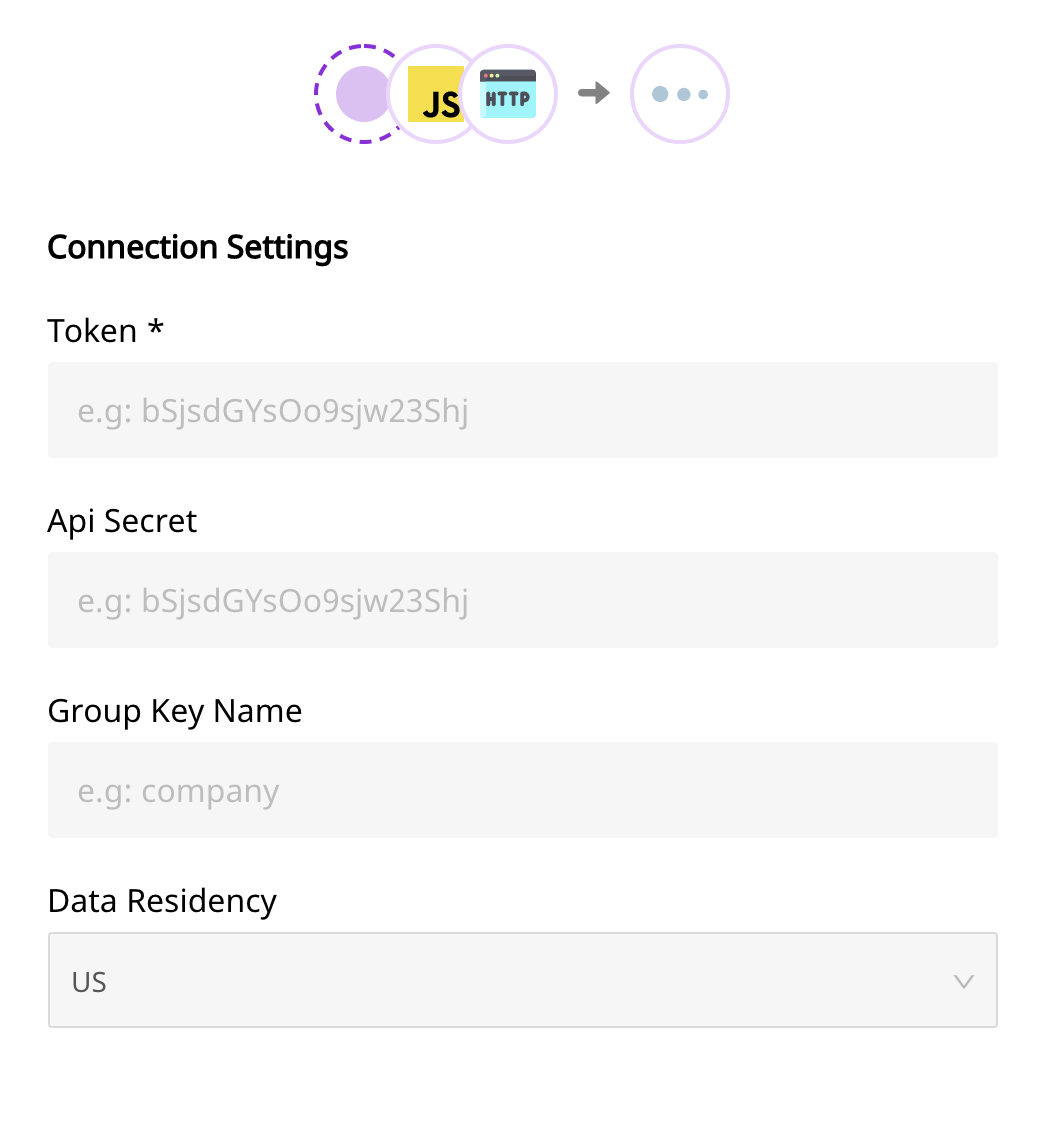 JS
HTTP
Connection Settings
Token *
e.g: bSjsdGYsOo9sjw23Shj
Api Secret
e.g: bSjsdGYsOo9sjw23Shj
Group Key Name
e.g: company
Data Residency
US